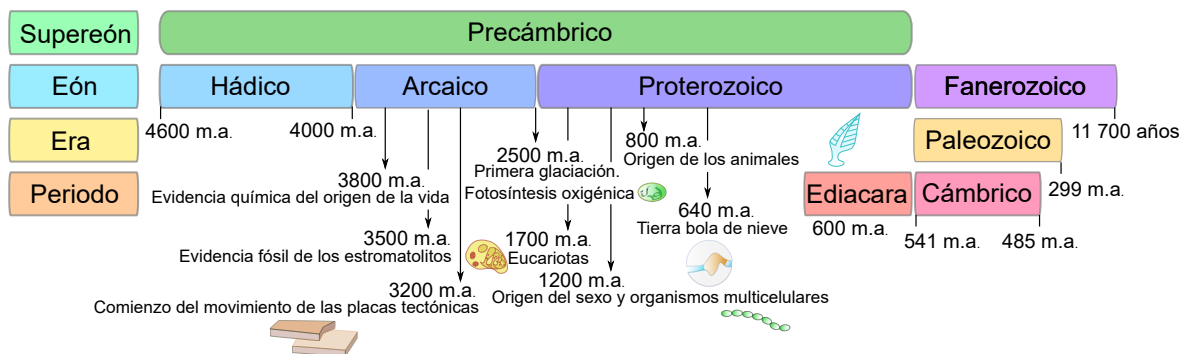 Supereón
Precámbrico
Eón
Hádico
Arcaico
Proterozoico
Fanerozoico
4600 m.a.
4000 m.a.
11 700 años
Era
Paleozoico
299 m.a.
Periodo
Ediacara
Cámbrico
600 m.a.
541 m.a.
485 m.a.
3800 m.a.
Evidencia química del origen de la vida
3500 m.a.
Evidencia fósil de los estromatolitos
3200 m.a.
Comienzo del movimiento de las placas tectónicas
2500 m.a.
Primera glaciación.
Fotosíntesis oxigénica
1700 m.a.
Eucariotas
1200 m.a.
Origen del sexo y organismos multicelulares
800 m.a.
Origen de los animales
640 m.a.
Tierra bola de nieve